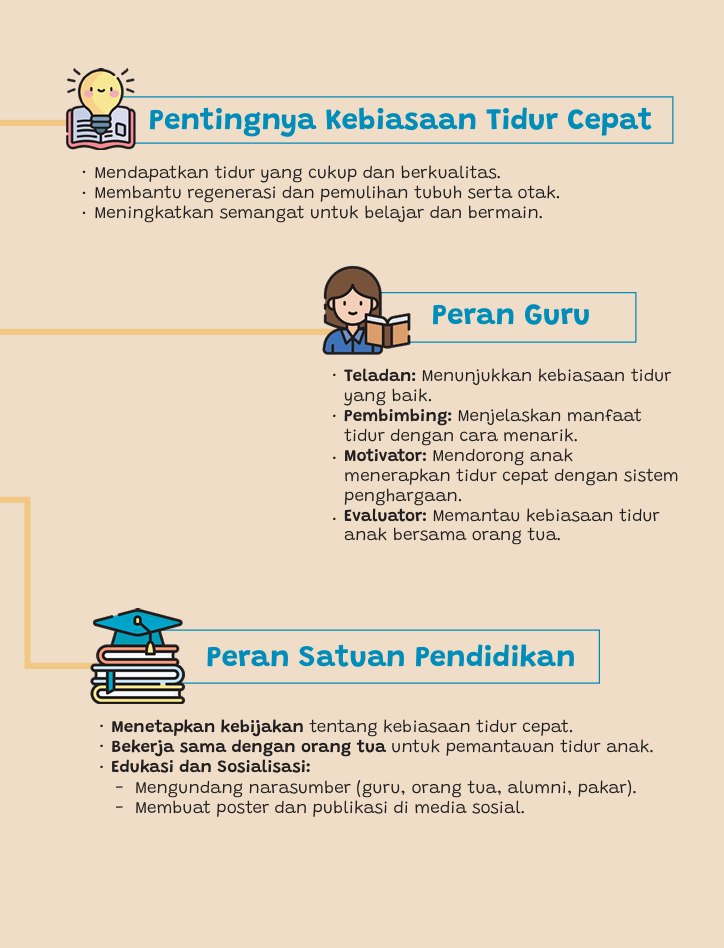 Pentingnya Kebiasaan Tidur Cepat
· Mendapatkan tidur yang cukup dan berkualitas.
· Membantu regenerasi dan pemulihan tubuh serta otak.
· Meningkatkan semangat untuk belajar dan bermain.
Peran Guru
· Teladan: Menunjukkan kebiasaan tidur
yang baik.
· Pembimbing: Menjelaskan manfaat
tidur dengan cara menarik.
· Motivator: Mendorong anak
menerapkan tidur cepat dengan sistem
penghargaan.
· Evaluator: Memantau kebiasaan tidur
anak bersama orang tua.
Peran Satuan Pendidikan
· Menetapkan kebijakan tentang kebiasaan tidur cepat.
· Bekerja sama dengan orang tua untuk pemantauan tidur anak.
· Edukasi dan Sosialisasi:
- Mengundang narasumber (guru, orang tua, alumni, pakar).
- Membuat poster dan publikasi di media sosial.